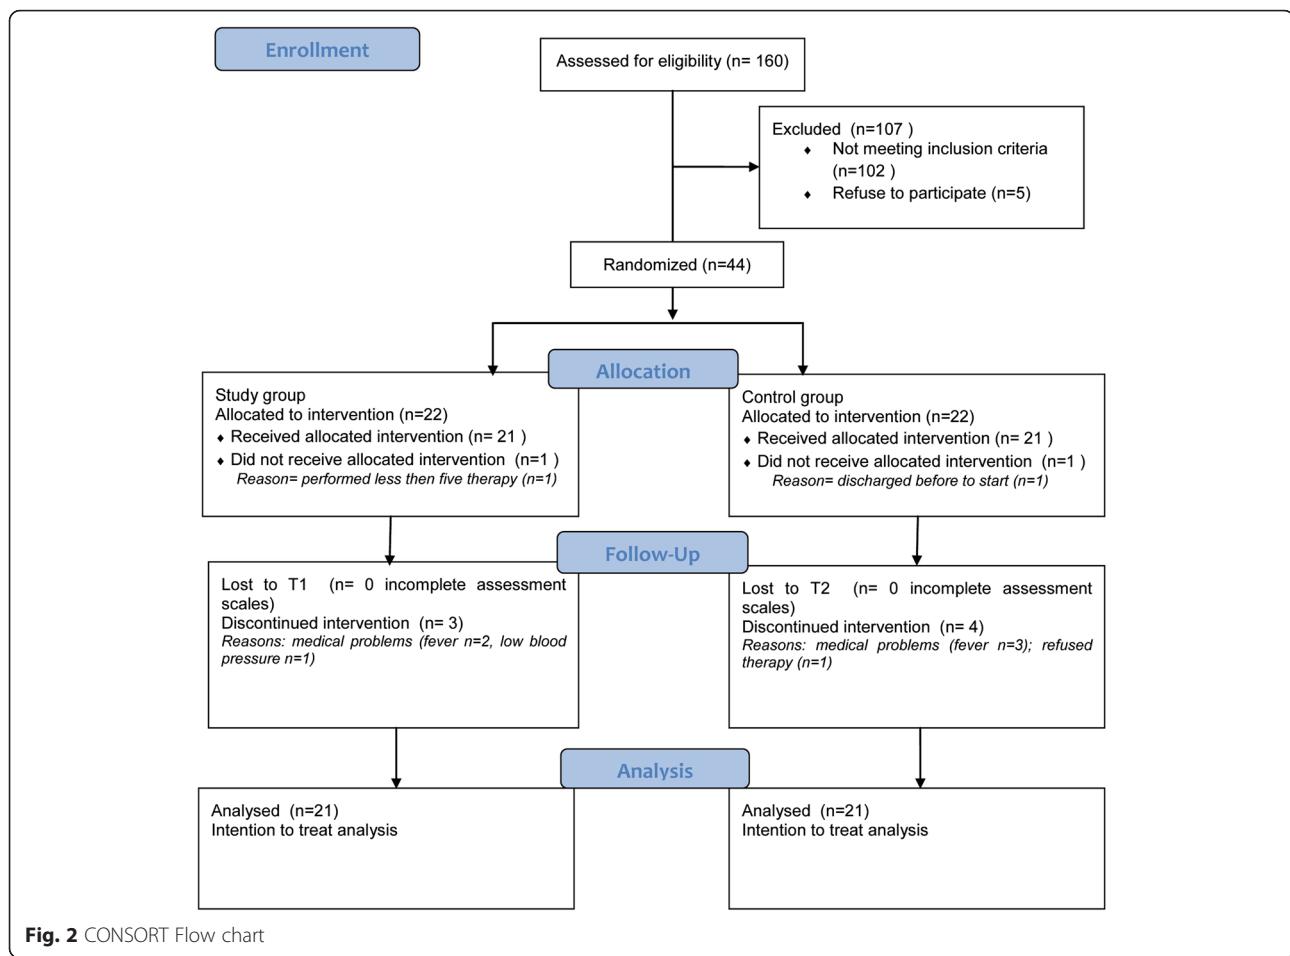 Enrollment
Assessed for eligibility (n= 160)
Excluded (n=107 )
♦ Not meeting inclusion criteria
(n=102 )
♦ Refuse to participate (n=5)
Randomized (n=44)
Allocation
Study group
Allocated to intervention (n=22)
♦ Received allocated intervention (n= 21 )
♦ Did not receive allocated intervention (n=1 )
Reason= performed less then five therapy (n=1)
Control group
Allocated to intervention (n=22)
♦ Received allocated intervention (n= 21 )
♦ Did not receive allocated intervention (n=1 )
Reason= discharged before to start (n=1)
Follow-Up
Lost to T1 (n= 0 incomplete assessment
scales)
Discontinued intervention (n= 3)
Reasons: medical problems (fever n=2, low blood
pressure n=1)
Lost to T2 (n= 0 incomplete assessment
scales)
Discontinued intervention (n= 4)
Reasons: medical problems (fever n=3); refused
therapy (n=1)
Analysis
Analysed (n=21)
Intention to treat analysis
Analysed (n=21)
Intention to treat analysis
Fig. 2 CONSORT Flow chart